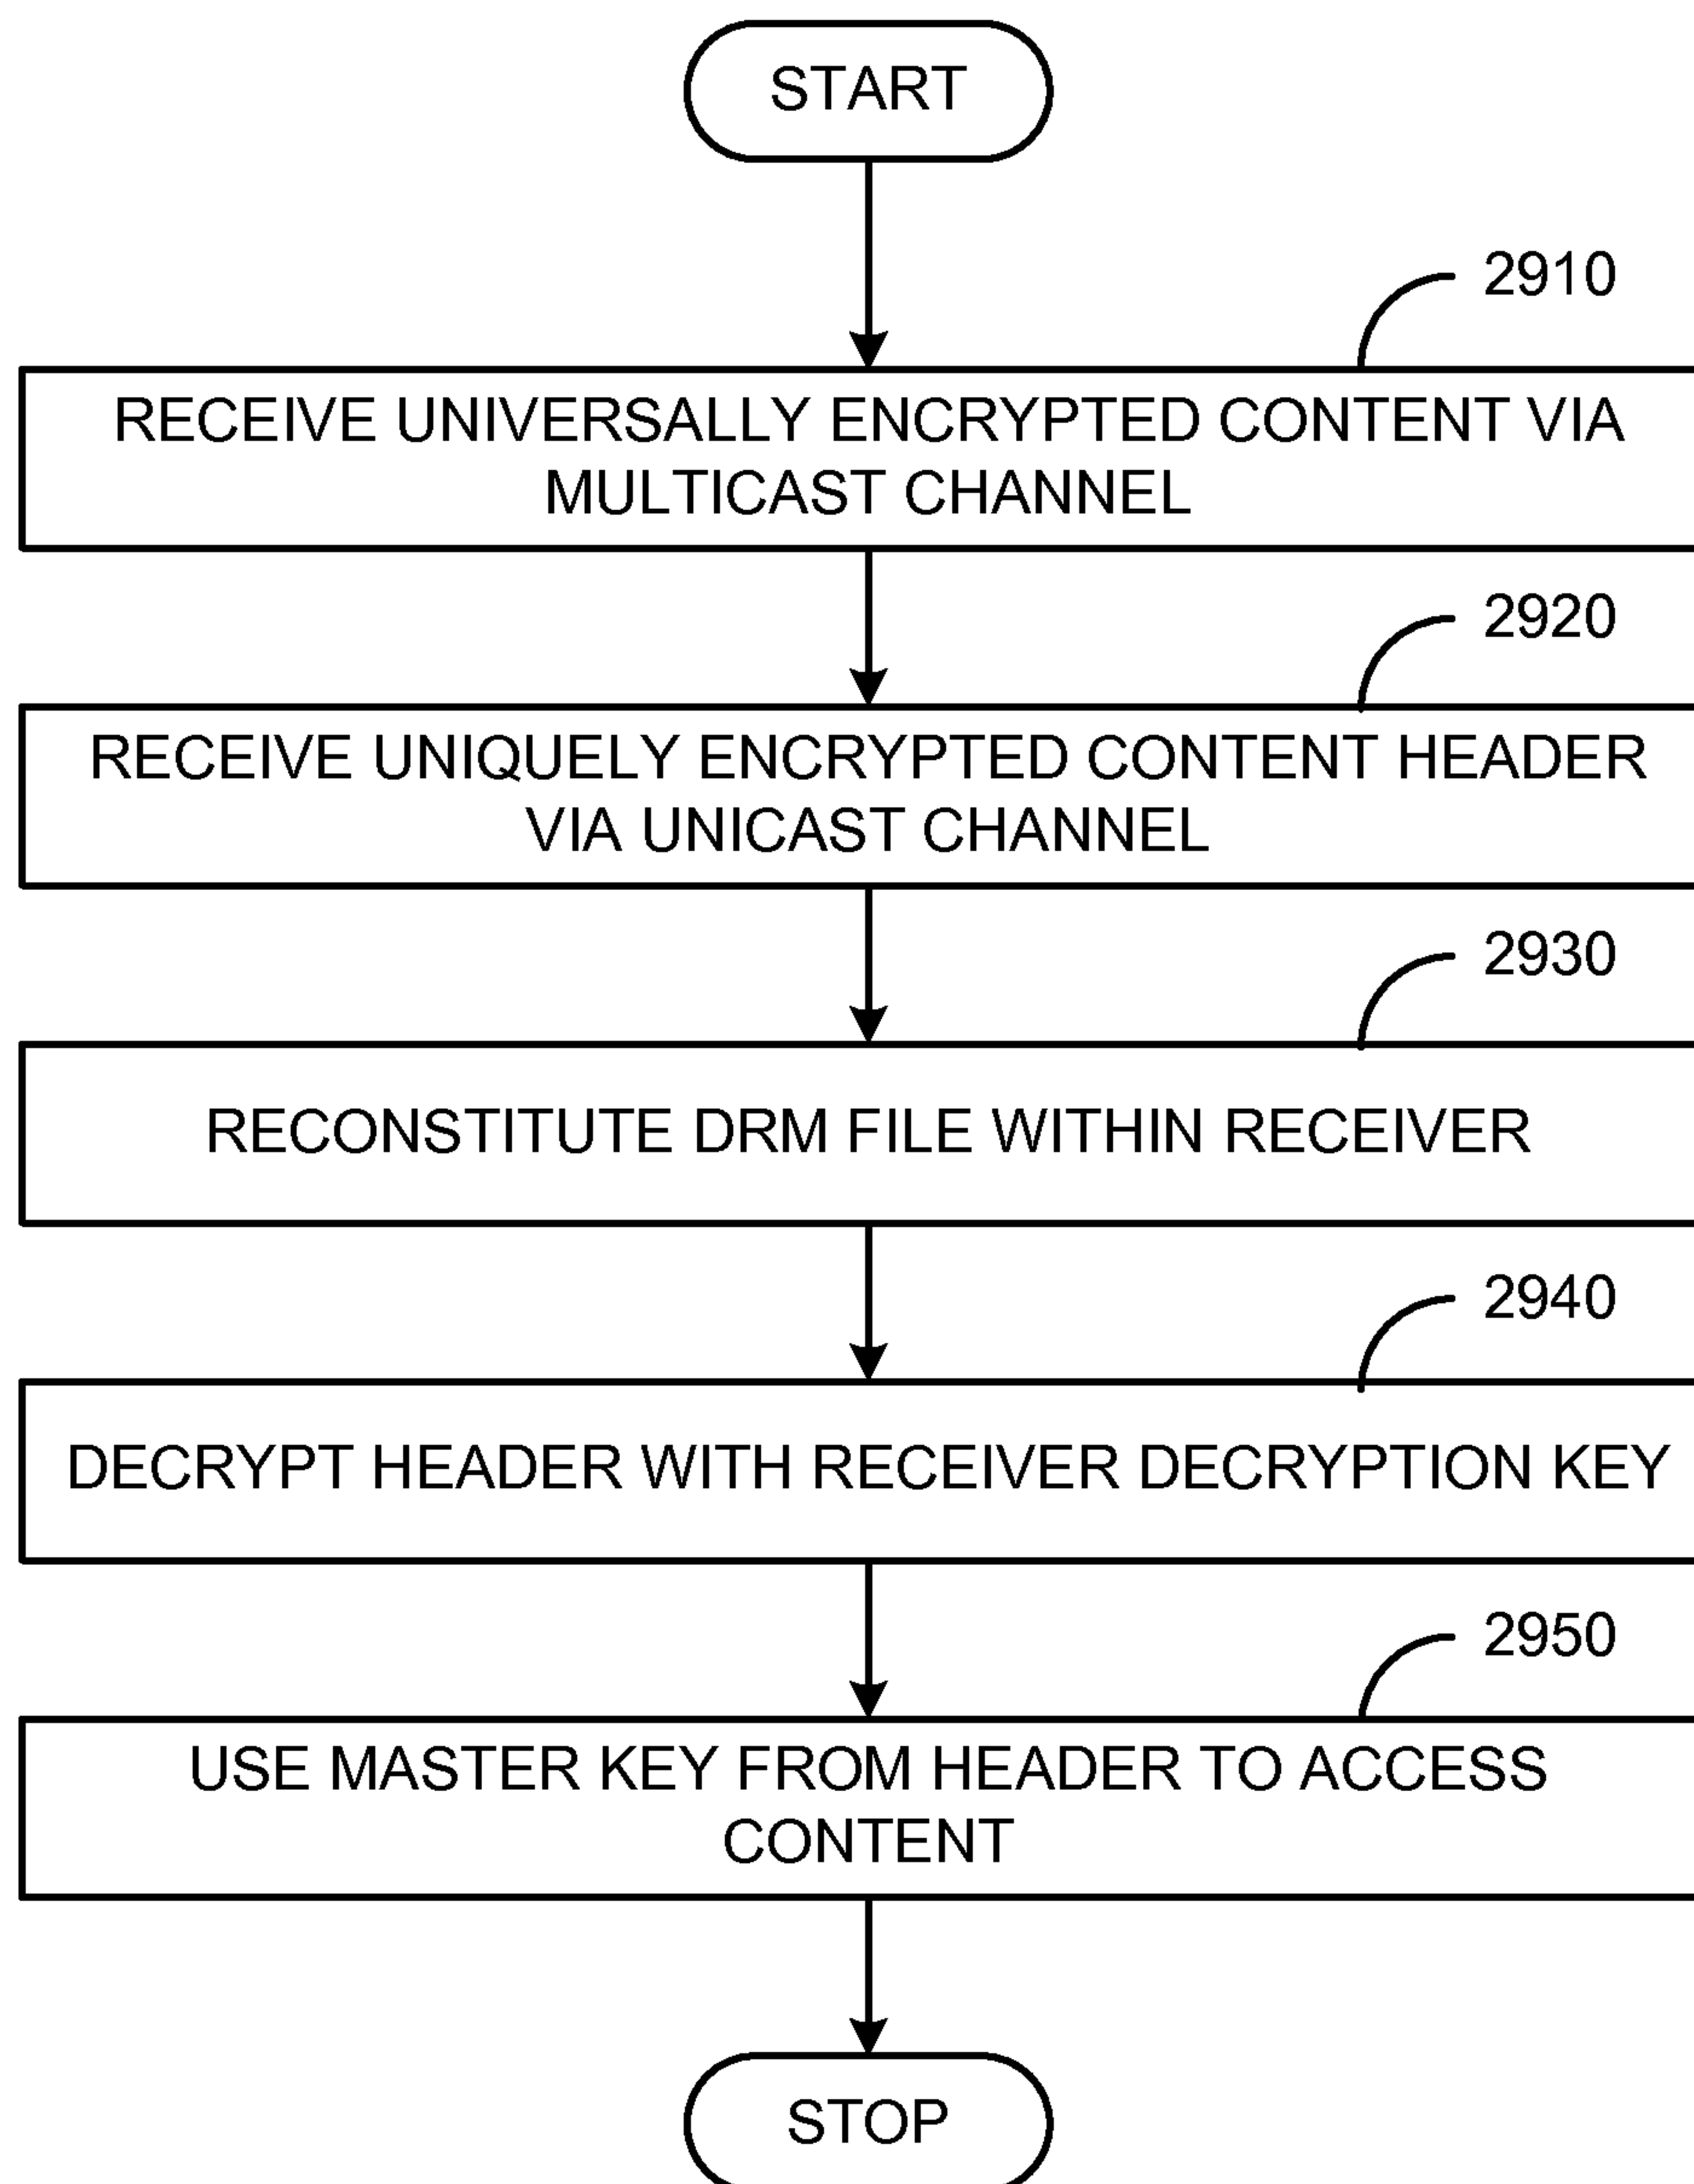 START
2910
RECEIVE UNIVERSALLY ENCRYPTED CONTENT VIA
MULTICAST CHANNEL
2920
RECEIVE UNIQUELY ENCRYPTED CONTENT HEADER
VIA UNICAST CHANNEL
2930
RECONSTITUTE DRM FILE WITHIN RECEIVER
2940
DECRYPT HEADER WITH RECEIVER DECRYPTION KEY
2950
USE MASTER KEY FROM HEADER TO ACCESS
CONTENT
STOP